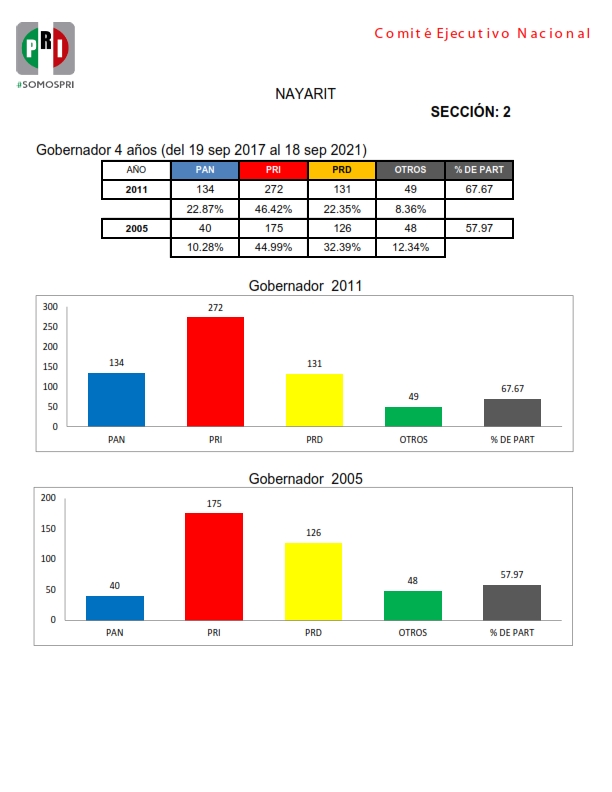 Comité Ejecutivo Nacional
PRI
#SOMOSPRI
NAYARIT
SECCIÓN: 2
Gobernador 4 años (del 19 sep 2017 al 18 sep 2021)
AÑO PAN PRI PRD OTROS % DE PART
2011 134 272 131 49 67.67
22.87% 46.42% 22.35% 8.36%
2005 40 175 126 48 57.97
10.28% 44.99% 32.39% 12.34%
Gobernador 2011
300
250
200
150
100
50
0
134
272
131
49
67.67
PAN PRI PRD OTROS % DE PART
Gobernador 2005
200
150
100
50
0
40
175
126
48
57.97
PAN PRI PRD OTROS % DE PART